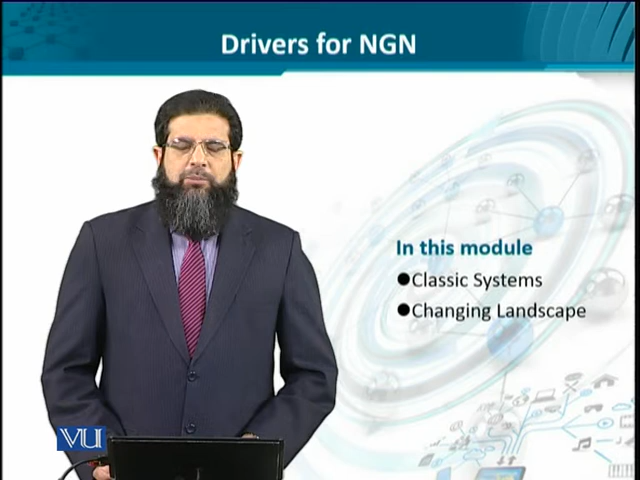 Drivers for NGN
In this module
●Classic Systems
●Changing Landscape
VU